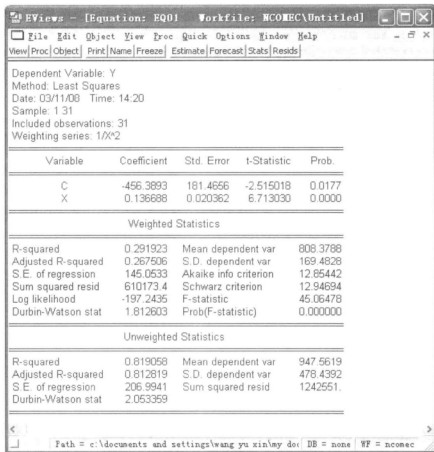 EViews - [Equation: EQ01 Workfile: NCOMEC\Untitled]
File Edit Object View Proc Quick Options Window Help
View Proc Object Print Name Freeze Estimate Forecast Stats Resids
Dependent Variable: Y
Method: Least Squares
Date: 03/11/08 Time: 14:20
Sample: 1 31
Included observations: 31
Weighting series: 1/X^2
Variable Coefficient Std. Error t-Statistic Prob.
C -456.3893 181.4656 -2.515018 0.0177
X 0.136688 0.020362 6.713030 0.0000
Weighted Statistics
R-squared 0.291923 Mean dependent var 808.3788
Adjusted R-squared 0.267506 S.D. dependent var 169.4828
S.E. of regression 145.0533 Akaike info criterion 12.85442
Sum squared resid 610173.4 Schwarz criterion 12.94694
Log likelihood -197.2435 F-statistic 45.06478
Durbin-Watson stat 1.812603 Prob(F-statistic) 0.000000
Unweighted Statistics
R-squared 0.819058 Mean dependent var 947.5619
Adjusted R-squared 0.812819 S.D. dependent var 478.4392
S.E. of regression 206.9941 Sum squared resid 1242551.
Durbin-Watson stat 2.053359
Path = c:\documents and settings\wang yu xin\my doc DB = none WF = ncomec